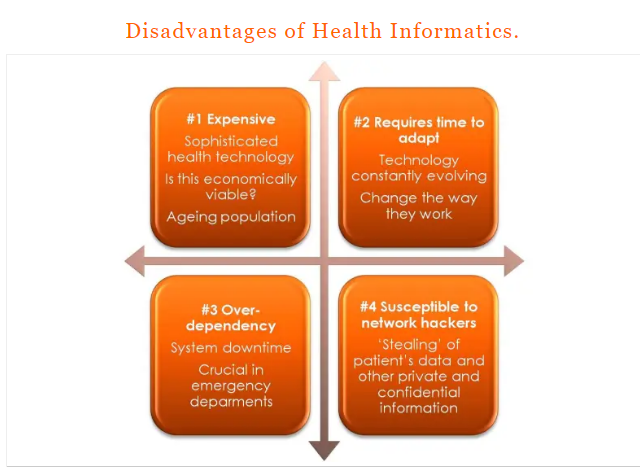 Disadvantages of Health Informatics.
#1 Expensive
Sophisticated
health technology
Is this economically
viable?
Ageing population
#2 Requires time to
adapt
Technology
constantly evolving
Change the way
they work
#3 Over-
dependency
System downtime
Crucial in
emergency
deparments
#4 Susceptible to
network hackers
'Stealing' of
patient's data and
other private and
confidential
information